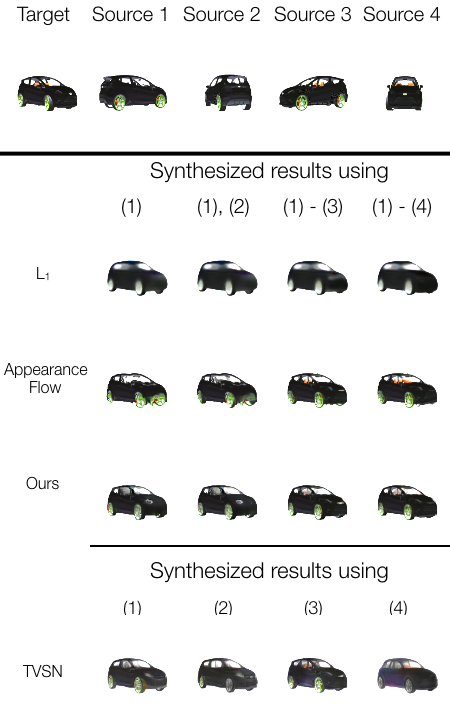 Target Source 1 Source 2 Source 3 Source 4
Synthesized results using
(1) (1), (2) (1) - (3) (1) - (4)
L₁
Appearance
Flow
Ours
Synthesized results using
(1) (2) (3) (4)
TVSN